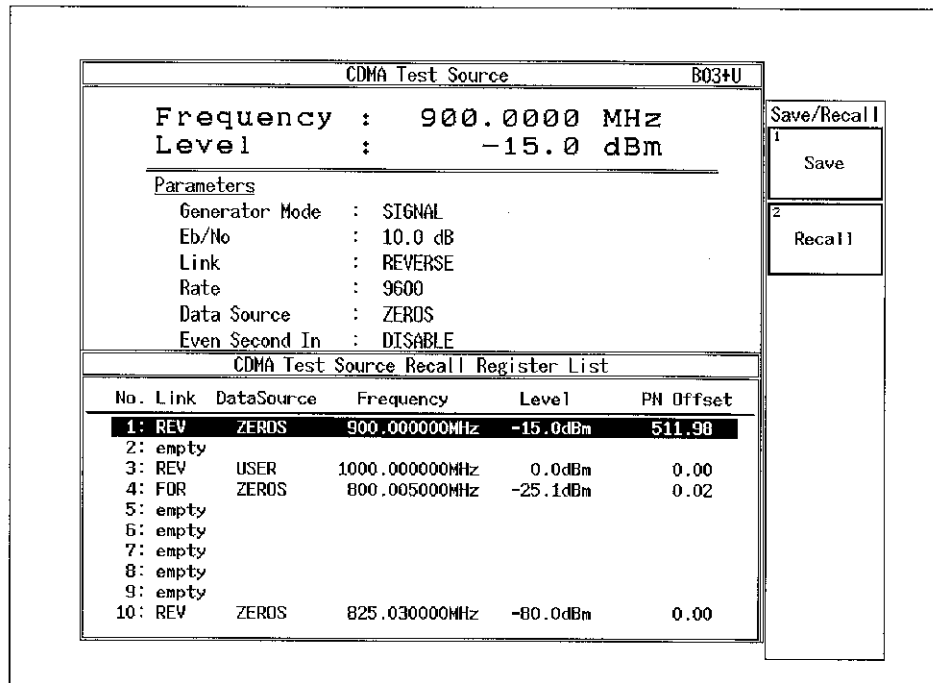 CDMA Test Source B03+U
Frequency : 900.0000 MHz
Level : -15.0 dBm
Parameters
Generator Mode : SIGNAL
Eb/No : 10.0 dB
Link : REVERSE
Rate : 9600
Data Source : ZEROS
Even Second In : DISABLE
CDMA Test Source Recall Register List
No. Link DataSource Frequency Level PN Offset
1: REV ZEROS 900.000000MHz -15.0dBm 511.98
2: empty
3: REV USER 1000.000000MHz 0.0dBm 0.00
4: FOR ZEROS 800.005000MHz -25.1dBm 0.02
5: empty
6: empty
7: empty
8: empty
9: empty
10: REV ZEROS 825.030000MHz -80.0dBm 0.00
Save/Recall
1
Save
2
Recall